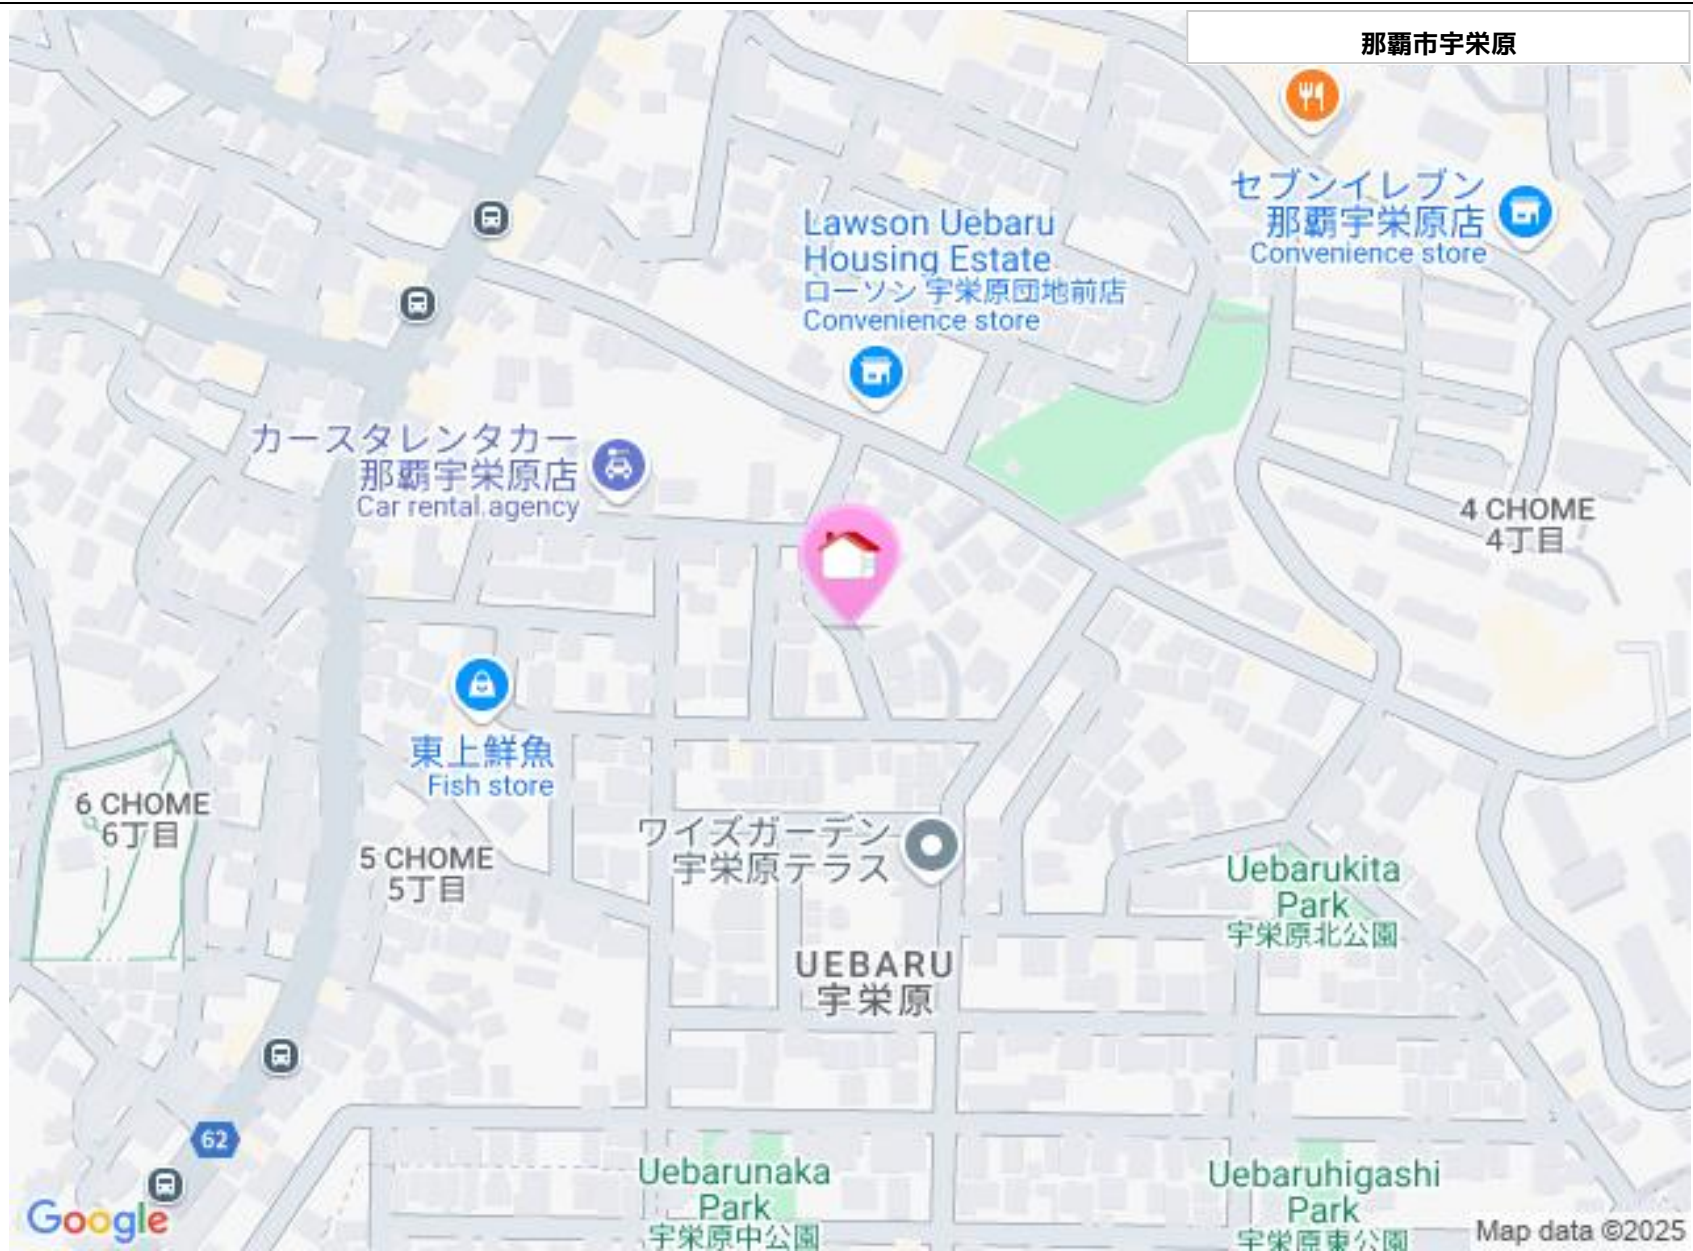 那覇市宇栄原
セブンイレブン
那覇宇栄原店
Convenience store
Lawson Uebaru
Housing Estate
ローソン 宇栄原団地前店
Convenience store
カースタレンタカー
那覇宇栄原店
Car rental agency
4 CHOME
4丁目
東上鮮魚
Fish store
6 CHOME
6丁目
5 CHOME
5丁目
ワイズガーデン
宇栄原テラス
Uebarukita
Park
宇栄原北公園
UEBARU
宇栄原
62
Uebarunaka
Park
宇栄原中公園
Uebaruhigashi
Park
宇栄原東公園
Google
Map data ©2025